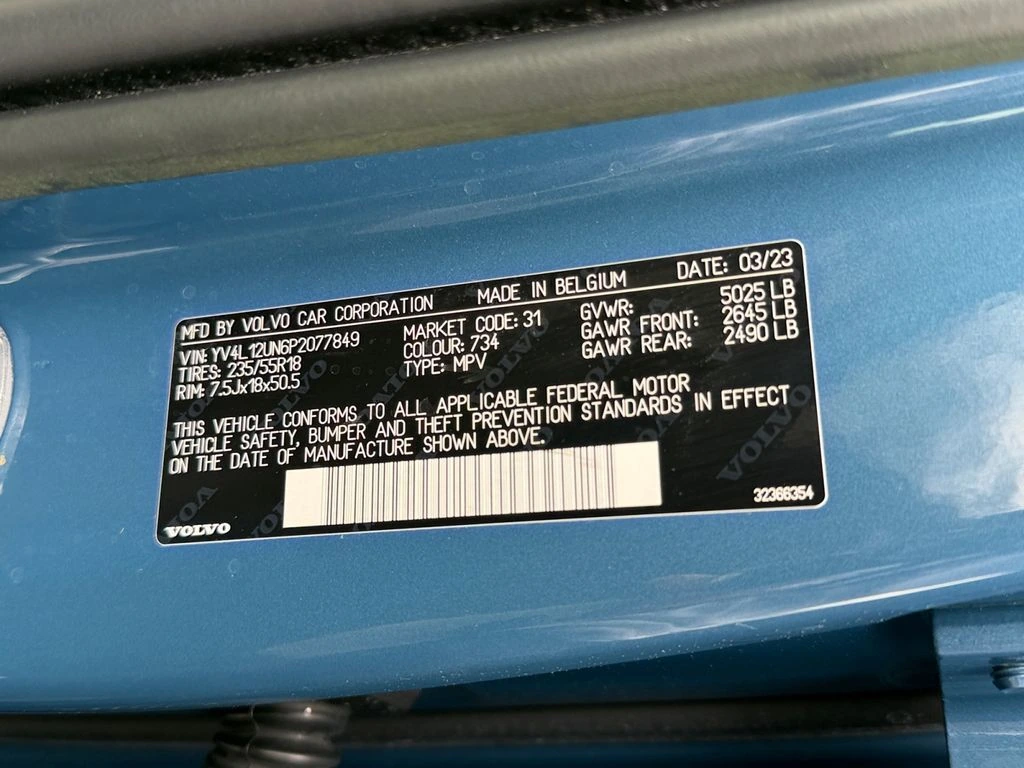 MFD BY VOLVO CAR CORPORATION MADE IN BELGIUM DATE: 03/23
VIN: YV4L12UN6P2077849 MARKET CODE: 31 GVWR: 5025 LB
TIRES: 235/55R18 COLOUR: 734 GAWR FRONT: 2645 LB
RIM: 7.5Jx18x50.5 TYPE: MPV GAWR REAR: 2490 LB
THIS VEHICLE CONFORMS TO ALL APPLICABLE FEDERAL MOTOR
VEHICLE SAFETY, BUMPER AND THEFT PREVENTION STANDARDS IN EFFECT
ON THE DATE OF MANUFACTURE SHOWN ABOVE.
VOLVO
32366354